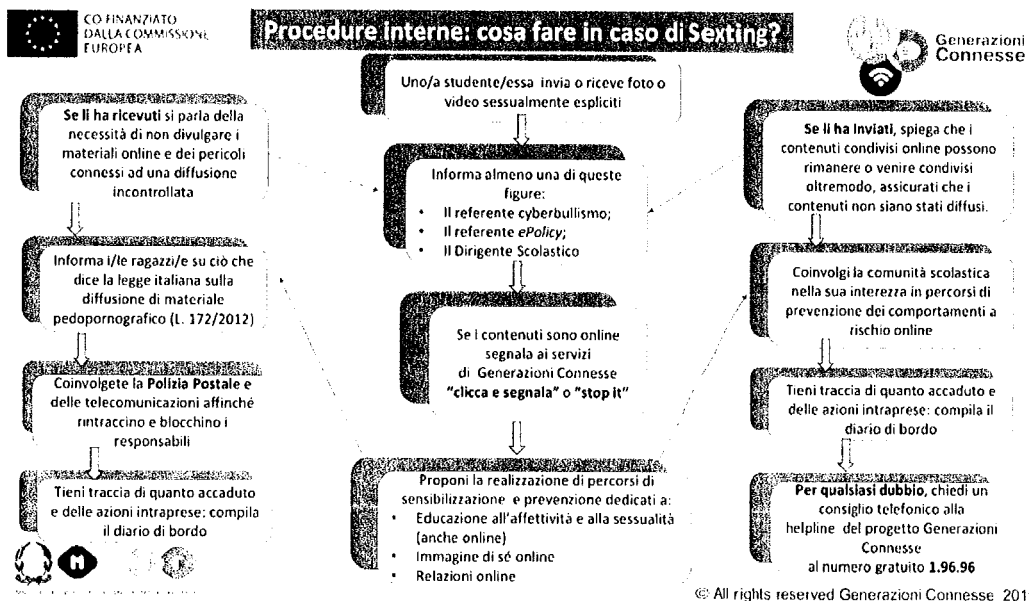 CO FINANZIATO
DALLA COMMISSIONE
EUROPEA
Procedure interne: cosa fare in caso di Sexting?
Generazioni
Connesse
Se li ha ricevuti si parla della
necessità di non divulgare i
materiali online e dei pericoli
connessi ad una diffusione
incontrollata
Informa i/le ragazzi/e su ciò che
dice la legge italiana sulla
diffusione di materiale
pedopornografico (L. 172/2012)
Coinvolgete la Polizia Postale e
delle telecomunicazioni affinché
rintraccino e blocchino i
responsabili
Tieni traccia di quanto accaduto
e delle azioni intraprese: compila
il diario di bordo
Uno/a studente/essa invia o riceve foto o
video sessualmente espliciti
Informa almeno una di queste
figure:
• Il referente cyberbullismo;
• Il referente ePolicy;
• Il Dirigente Scolastico
Se i contenuti sono online
segnala ai servizi
di Generazioni Connesse
"clicca e segnala" o "stop it"
Proponi la realizzazione di percorsi di
sensibilizzazione e prevenzione dedicati a:
• Educazione all'affettività e alla sessualità
(anche online)
• Immagine di sé online
• Relazioni online
Se li ha Inviati, spiega che i
contenuti condivisi online possono
rimanere o venire condivisi
oltremodo, assicurati che i
contenuti non siano stati diffusi.
Coinvolgi la comunità scolastica
nella sua interezza in percorsi di
prevenzione dei comportamenti a
rischio online
Tieni traccia di quanto accaduto e
delle azioni intraprese: compila il
diario di bordo
Per qualsiasi dubbio, chiedi un
consiglio telefonico alla
helpline del progetto Generazioni
Connesse
al numero gratuito 1.96.96
© All rights reserved Generazioni Connesse 201